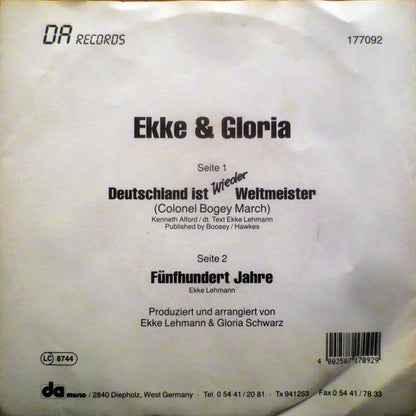 DA RECORDS
177092
Ekke & Gloria
Seite 1
Deutschland ist Wieder Weltmeister
(Colonel Bogey March)
Kenneth Alford / dt. Text Ekke Lehmann
Published by Boosey / Hawkes
Seite 2
Fünfhundert Jahre
Ekke Lehmann
Produziert und arrangiert von
Ekke Lehmann & Gloria Schwarz
LC 8744
4 002587 170929
da music / 2840 Diepholz, West Germany · Tel. 0 54 41 / 20 81 · Tx 941253 · Fax 0 54 41 / 78 33